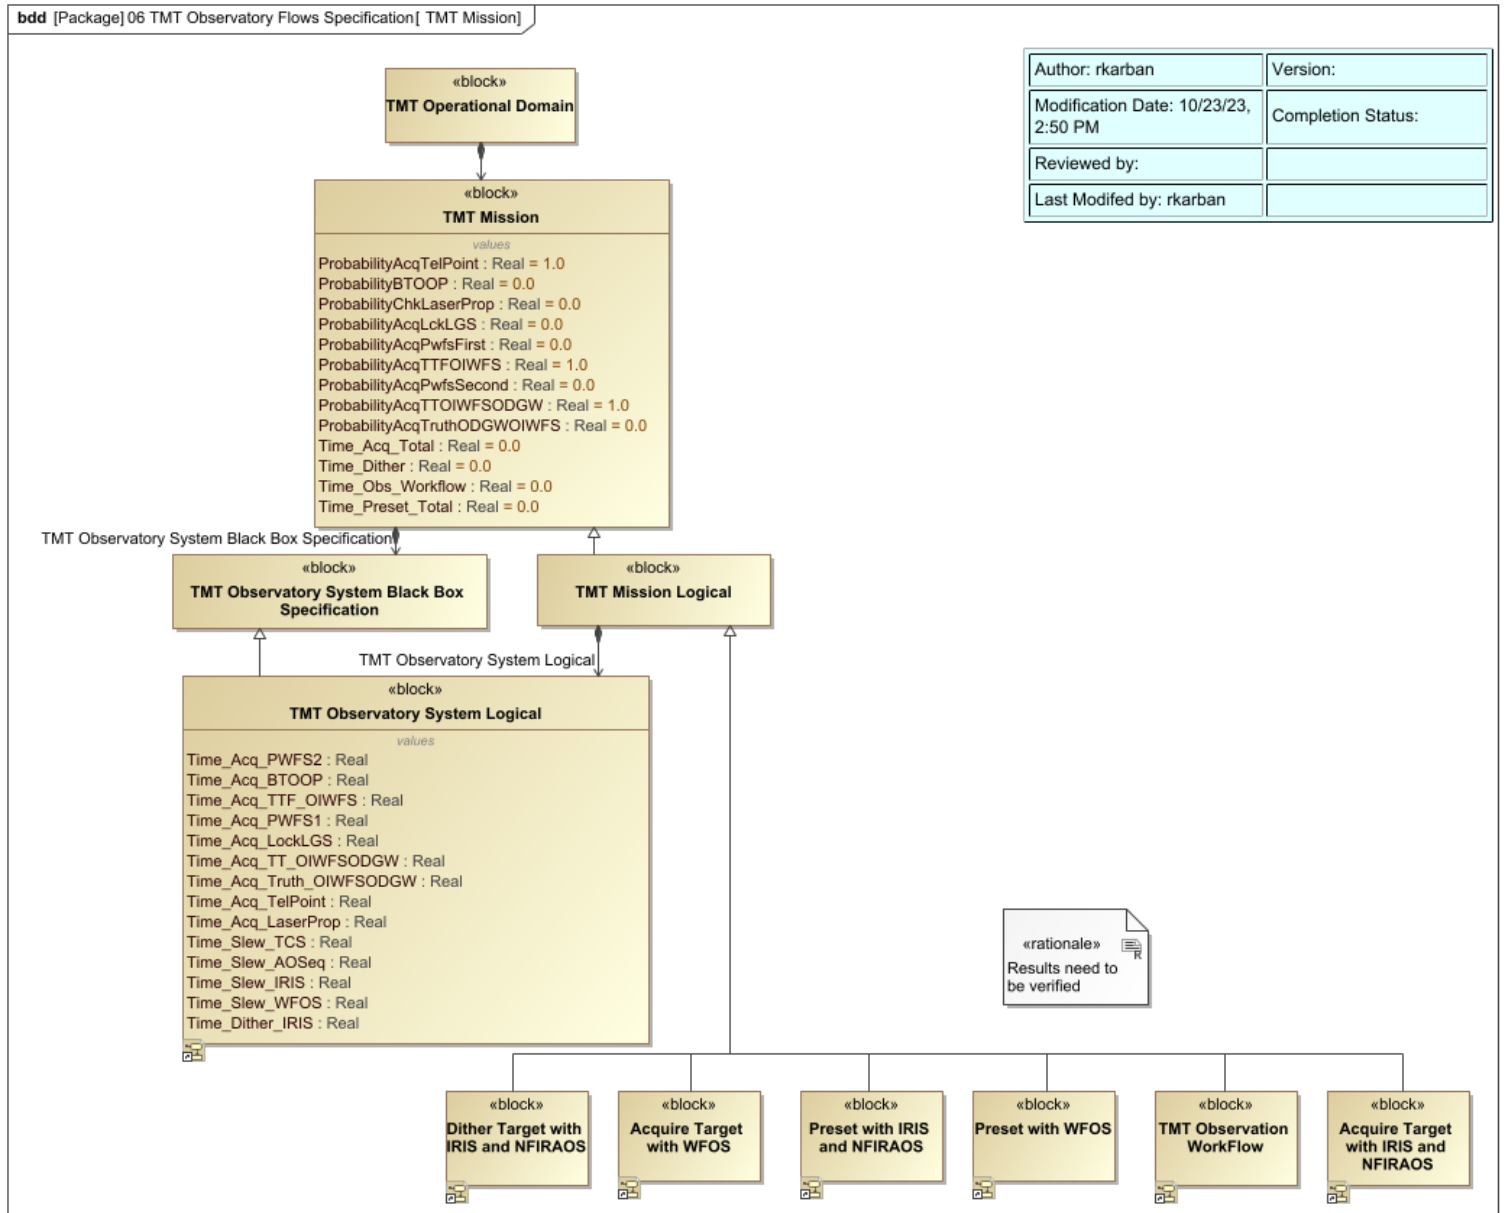 bdd [Package] 06 TMT Observatory Flows Specification[ TMT Mission]
Author: rkarban
Version:
Modification Date: 10/23/23,
2:50 PM
Completion Status:
Reviewed by:
Last Modifed by: rkarban
«block»
TMT Operational Domain
«block»
TMT Mission
values
ProbabilityAcqTelPoint : Real = 1.0
ProbabilityBTOOP : Real = 0.0
ProbabilityChkLaserProp : Real = 0.0
ProbabilityAcqLckLGS : Real = 0.0
ProbabilityAcqPwfsFirst : Real = 0.0
ProbabilityAcqTTFOIWFS : Real = 1.0
ProbabilityAcqPwfsSecond : Real = 0.0
ProbabilityAcqTTOIWFSODGW : Real = 1.0
ProbabilityAcqTruthODGWOIWFS : Real = 0.0
Time_Acq_Total : Real = 0.0
Time_Dither : Real = 0.0
Time_Obs_Workflow : Real = 0.0
Time_Preset_Total : Real = 0.0
TMT Observatory System Black Box Specification
«block»
TMT Observatory System Black Box
Specification
«block»
TMT Mission Logical
TMT Observatory System Logical
«block»
TMT Observatory System Logical
values
Time_Acq_PWFS2 : Real
Time_Acq_BTOOP : Real
Time_Acq_TTF_OIWFS : Real
Time_Acq_PWFS1 : Real
Time_Acq_LockLGS : Real
Time_Acq_TT_OIWFSODGW : Real
Time_Acq_Truth_OIWFSODGW : Real
Time_Acq_TelPoint : Real
Time_Acq_LaserProp : Real
Time_Slew_TCS : Real
Time_Slew_AOSeq : Real
Time_Slew_IRIS : Real
Time_Slew_WFOS : Real
Time_Dither_IRIS : Real
«rationale»
R
Results need to
be verified
«block»
Dither Target with
IRIS and NFIRAOS
«block»
Acquire Target
with WFOS
«block»
Preset with IRIS
and NFIRAOS
«block»
Preset with WFOS
«block»
TMT Observation
WorkFlow
«block»
Acquire Target
with IRIS and
NFIRAOS